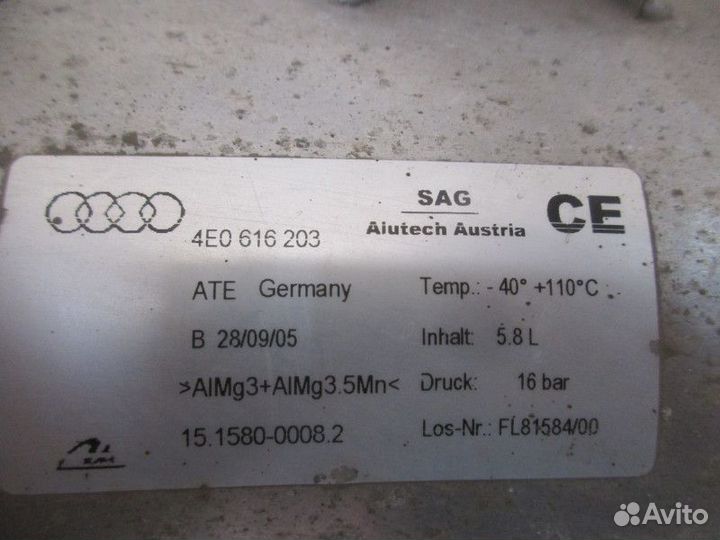 SAG
Alutech Austria
CE
4E0 616 203
ATE Germany
Temp.: - 40° +110°C
B 28/09/05
Inhalt: 5.8 L
>AlMg3+AlMg3.5Mn<
Druck: 16 bar
15.1580-0008.2
Los-Nr.: FL81584/00
Avito